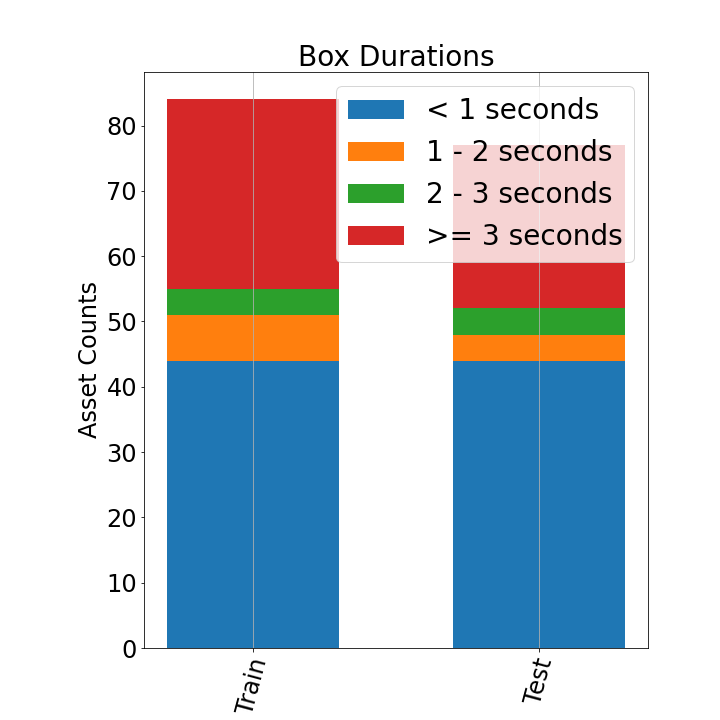 Box Durations
< 1 seconds
1 - 2 seconds
2 - 3 seconds
>= 3 seconds
Asset Counts
80
70
60
50
40
30
20
10
0
Train
Test